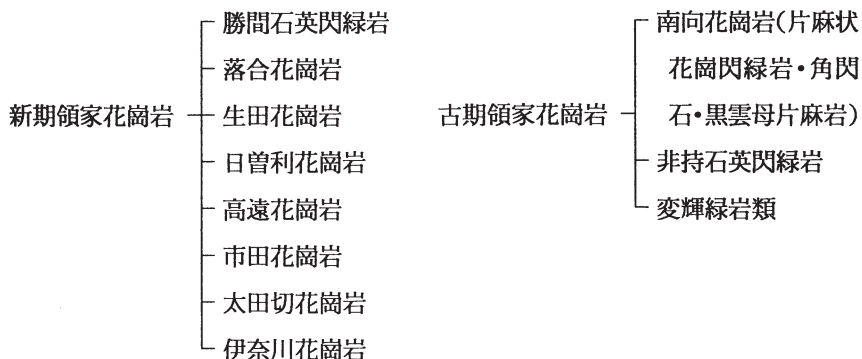 新期領家花崗岩
勝間石英閃緑岩
落合花崗岩
生田花崗岩
日曽利花崗岩
高遠花崗岩
市田花崗岩
太田切花崗岩
伊奈川花崗岩
古期領家花崗岩
南向花崗岩(片麻状
花崗閃緑岩・角閃
石・黒雲母片麻岩)
非持石英閃緑岩
変輝緑岩類